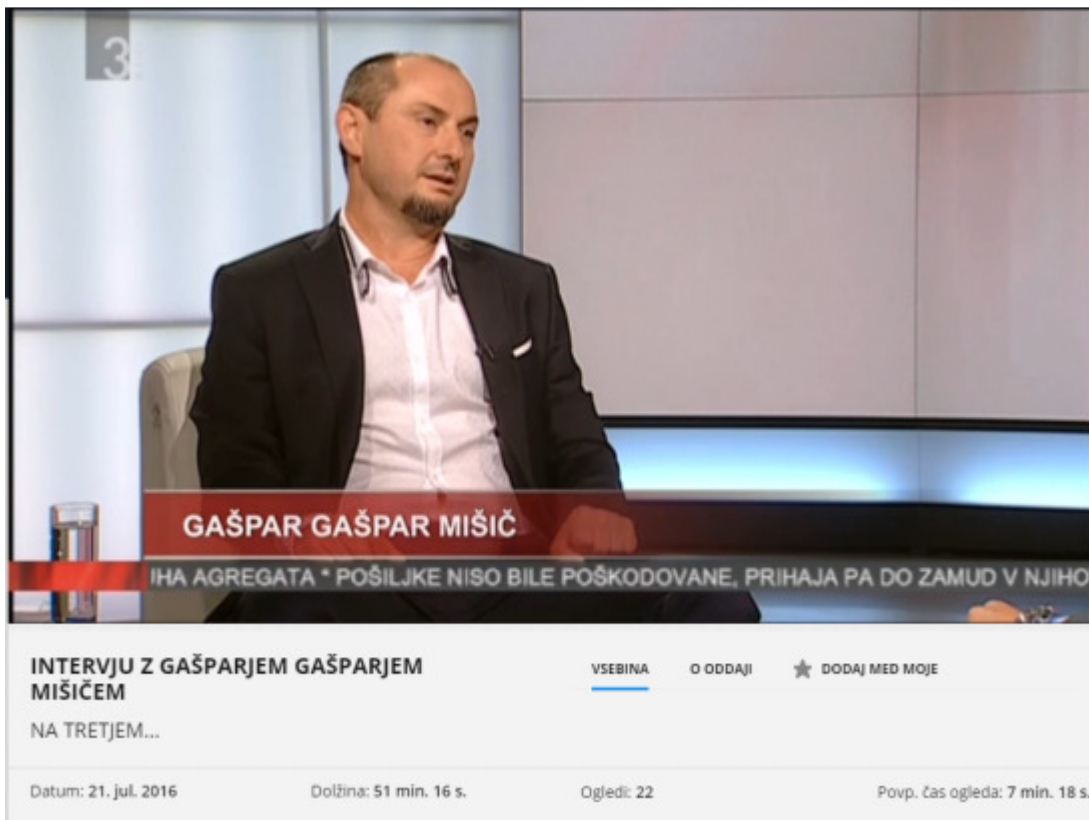 3
GAŠPAR GAŠPAR MIŠIČ
AGREGATA * POŠILJKE NISO BILE POŠKODOVANE, PRIHAJA PA DO ZAMUD V
INTERVJU Z GAŠPARJEM GAŠPARJEM
MIŠIČEM
VSEBINA
O ODDAJI
DODAJ MED MOJE
NA TRETJEM...
Datum: 21. jul. 2016
Dolžina: 51 min. 16 s.
Ogledi: 22
Povp. čas ogleda: 7 min. 18 s.